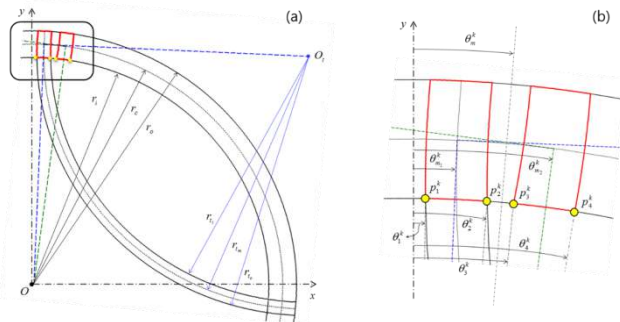 (a)
y
O_t
r_i
r_c
r_o
r_{t_i}
r_{t_m}
r_{t_o}
O
x
(b)
y
θ_m^k
θ_{m_1}^k
θ_{m_2}^k
p_1^k
p_2^k
p_3^k
p_4^k
θ_1^k
θ_2^k
θ_4^k
θ_3^k